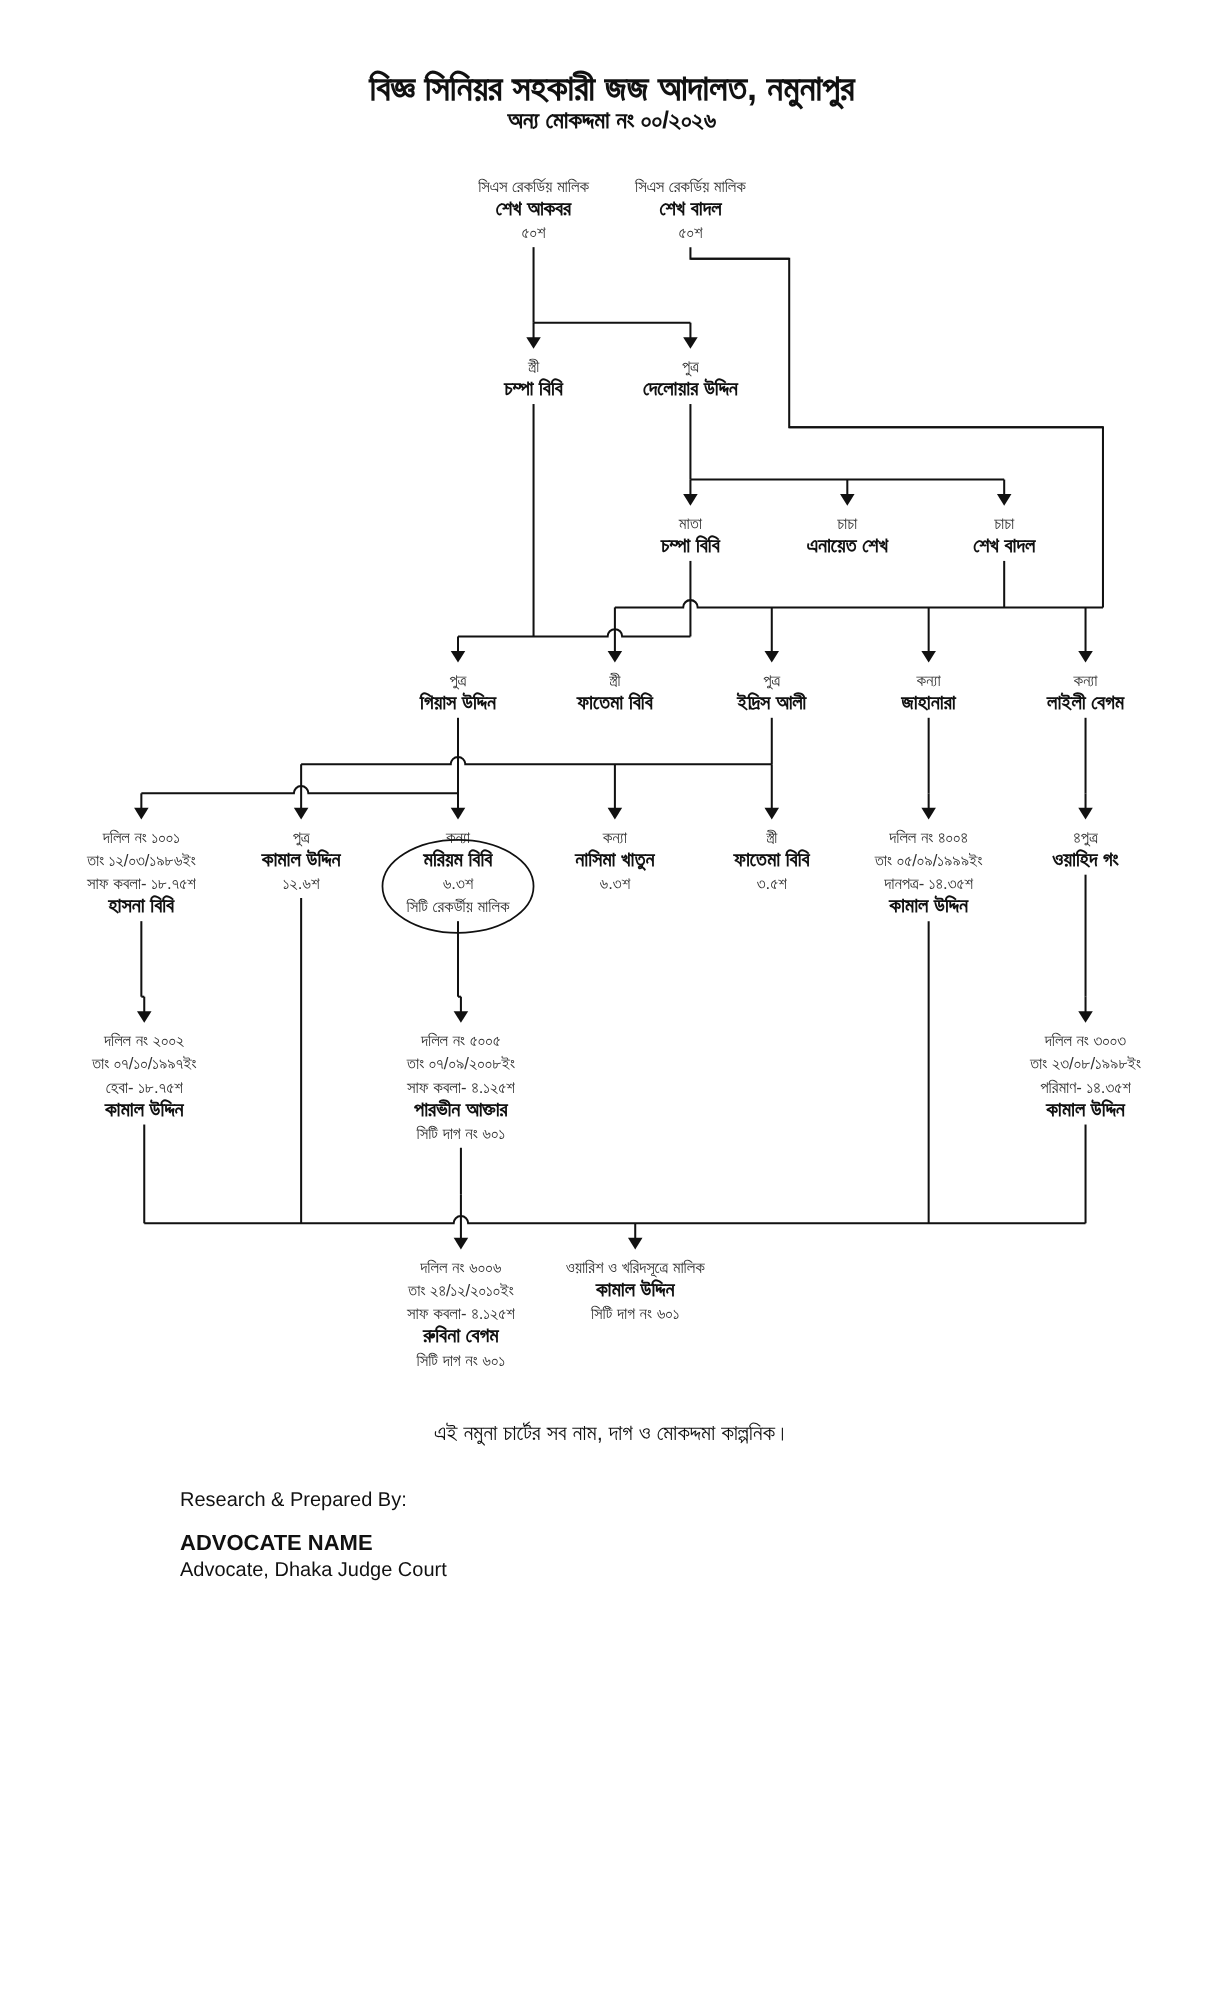 বিজ্ঞ সিনিয়র সহকারী জজ আদালত, নমুনাপুর
অন্য মোকদ্দমা নং ০০/২০২৬
সিএস রেকর্ডিয় মালিক
শেখ আকবর
৫০শ
সিএস রেকর্ডিয় মালিক
শেখ বাদল
৫০শ
স্ত্রী
চম্পা বিবি
পুত্র
দেলোয়ার উদ্দিন
মাতা
চম্পা বিবি
চাচা
এনায়েত শেখ
চাচা
শেখ বাদল
পুত্র
গিয়াস উদ্দিন
স্ত্রী
ফাতেমা বিবি
পুত্র
ইদ্রিস আলী
কন্যা
জাহানারা
কন্যা
লাইলী বেগম
দলিল নং ১০০১
তাং ১২/০৩/১৯৮৬ইং
সাফ কবলা- ১৮.৭৫শ
হাসনা বিবি
পুত্র
কামাল উদ্দিন
১২.৬শ
কন্যা
মরিয়ম বিবি
৬.৩শ
সিটি রেকর্ডীয় মালিক
কন্যা
নাসিমা খাতুন
৬.৩শ
স্ত্রী
ফাতেমা বিবি
৩.৫শ
দলিল নং ৪০০৪
তাং ০৫/০৯/১৯৯৯ইং
দানপত্র- ১৪.৩৫শ
কামাল উদ্দিন
৪পুত্র
ওয়াহিদ গং
দলিল নং ২০০২
তাং ০৭/১০/১৯৯৭ইং
হেবা- ১৮.৭৫শ
কামাল উদ্দিন
দলিল নং ৫০০৫
তাং ০৭/০৯/২০০৮ইং
সাফ কবলা- ৪.১২৫শ
পারভীন আক্তার
সিটি দাগ নং ৬০১
দলিল নং ৩০০৩
তাং ২৩/০৮/১৯৯৮ইং
পরিমাণ- ১৪.৩৫শ
কামাল উদ্দিন
দলিল নং ৬০০৬
তাং ২৪/১২/২০১০ইং
সাফ কবলা- ৪.১২৫শ
রুবিনা বেগম
সিটি দাগ নং ৬০১
ওয়ারিশ ও খরিদসূত্রে মালিক
কামাল উদ্দিন
সিটি দাগ নং ৬০১
এই নমুনা চার্টের সব নাম, দাগ ও মোকদ্দমা কাল্পনিক।
Research & Prepared By:
ADVOCATE NAME
Advocate, Dhaka Judge Court